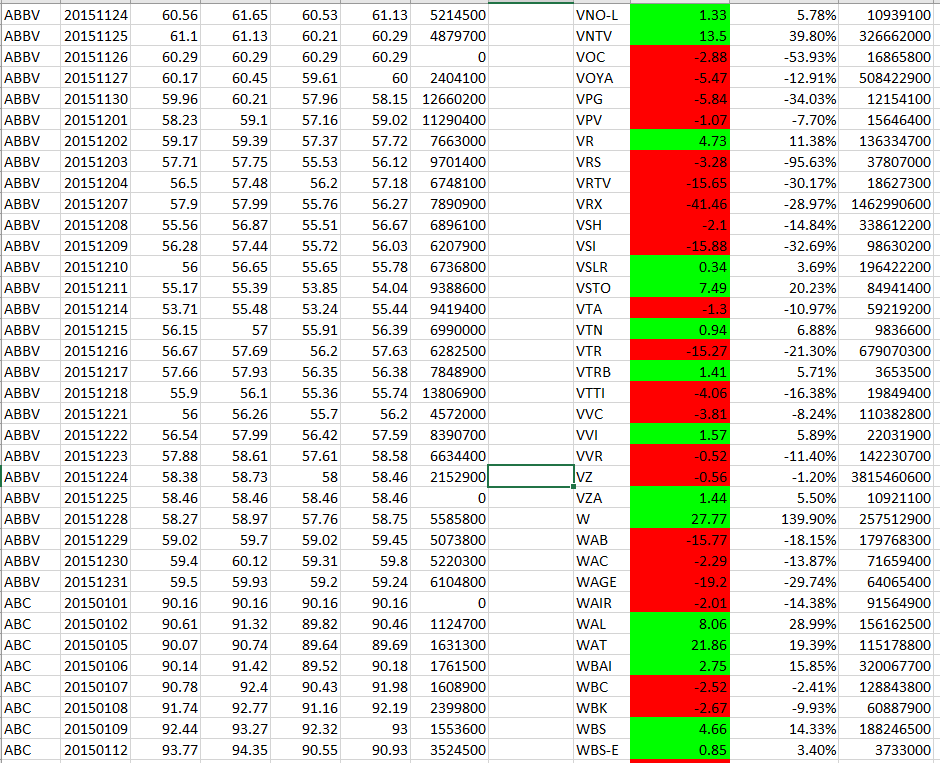 ABBV 20151124 60.56 61.65 60.53 61.13 5214500 VNO-L 1.33 5.78% 10939100
ABBV 20151125 61.1 61.13 60.21 60.29 4879700 VNTV 13.5 39.80% 326662000
ABBV 20151126 60.29 60.29 60.29 60.29 0 VOC -2.88 -53.93% 16865800
ABBV 20151127 60.17 60.45 59.61 60 2404100 VOYA -5.47 -12.91% 508422900
ABBV 20151130 59.96 60.21 57.96 58.15 12660200 VPG -5.84 -34.03% 12154100
ABBV 20151201 58.23 59.1 57.16 59.02 11290400 VPV -1.07 -7.70% 15646400
ABBV 20151202 59.17 59.39 57.37 57.72 7663000 VR 4.73 11.38% 136334700
ABBV 20151203 57.71 57.75 55.53 56.12 9701400 VRS -3.28 -95.63% 37807000
ABBV 20151204 56.5 57.48 56.2 57.18 6748100 VRTV -15.65 -30.17% 18627300
ABBV 20151207 57.9 57.99 55.76 56.27 7890900 VRX -41.46 -28.97% 1462990600
ABBV 20151208 55.56 56.87 55.51 56.67 6896100 VSH -2.1 -14.84% 338612200
ABBV 20151209 56.28 57.44 55.72 56.03 6207900 VSI -15.88 -32.69% 98630200
ABBV 20151210 56 56.65 55.65 55.78 6736800 VSLR 0.34 3.69% 196422200
ABBV 20151211 55.17 55.39 53.85 54.04 9388600 VSTO 7.49 20.23% 84941400
ABBV 20151214 53.71 55.48 53.24 55.44 9419400 VTA -1.3 -10.97% 59219200
ABBV 20151215 56.15 57 55.91 56.39 6990000 VTN 0.94 6.88% 9836600
ABBV 20151216 56.67 57.69 56.2 57.63 6282500 VTR -15.27 -21.30% 679070300
ABBV 20151217 57.66 57.93 56.35 56.38 7848900 VTRB 1.41 5.71% 3653500
ABBV 20151218 55.9 56.1 55.36 55.74 13806900 VTTI -4.06 -16.38% 19849400
ABBV 20151221 56 56.26 55.7 56.2 4572000 VVC -3.81 -8.24% 110382800
ABBV 20151222 56.54 57.99 56.42 57.59 8390700 VVI 1.57 5.89% 22031900
ABBV 20151223 57.88 58.61 57.61 58.58 6634400 VVR -0.52 -11.40% 142230700
ABBV 20151224 58.38 58.73 58 58.46 2152900 VZ -0.56 -1.20% 3815460600
ABBV 20151225 58.46 58.46 58.46 58.46 0 VZA 1.44 5.50% 10921100
ABBV 20151228 58.27 58.97 57.76 58.75 5585800 W 27.77 139.90% 257512900
ABBV 20151229 59.02 59.7 59.02 59.45 5073800 WAB -15.77 -18.15% 179768300
ABBV 20151230 59.4 60.12 59.31 59.8 5220300 WAC -2.29 -13.87% 71659400
ABBV 20151231 59.5 59.93 59.2 59.24 6104800 WAGE -19.2 -29.74% 64065400
ABC 20150101 90.16 90.16 90.16 90.16 0 WAIR -2.01 -14.38% 91564900
ABC 20150102 90.61 91.32 89.82 90.46 1124700 WAL 8.06 28.99% 156162500
ABC 20150105 90.07 90.74 89.64 89.69 1631300 WAT 21.86 19.39% 115178800
ABC 20150106 90.14 91.42 89.52 90.18 1761500 WBAI 2.75 15.85% 320067700
ABC 20150107 90.78 92.4 90.43 91.98 1608900 WBC -2.52 -2.41% 128843800
ABC 20150108 91.74 92.77 91.16 92.19 2399800 WBK -2.67 -9.93% 60887900
ABC 20150109 92.44 93.27 92.32 93 1553600 WBS 4.66 14.33% 188246500
ABC 20150112 93.77 94.35 90.55 90.93 3524500 WBS-E 0.85 3.40% 3733000